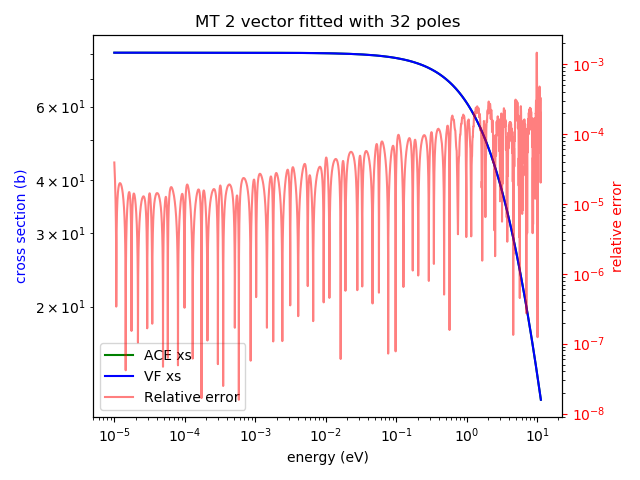 MT 2 vector fitted with 32 poles
cross section (b)
6 × 10¹
4 × 10¹
3 × 10¹
2 × 10¹
10⁻³
10⁻⁴
10⁻⁵
10⁻⁶
10⁻⁷
10⁻⁸
relative error
ACE xs
VF xs
Relative error
10⁻⁵ 10⁻⁴ 10⁻³ 10⁻² 10⁻¹ 10⁰ 10¹
energy (eV)